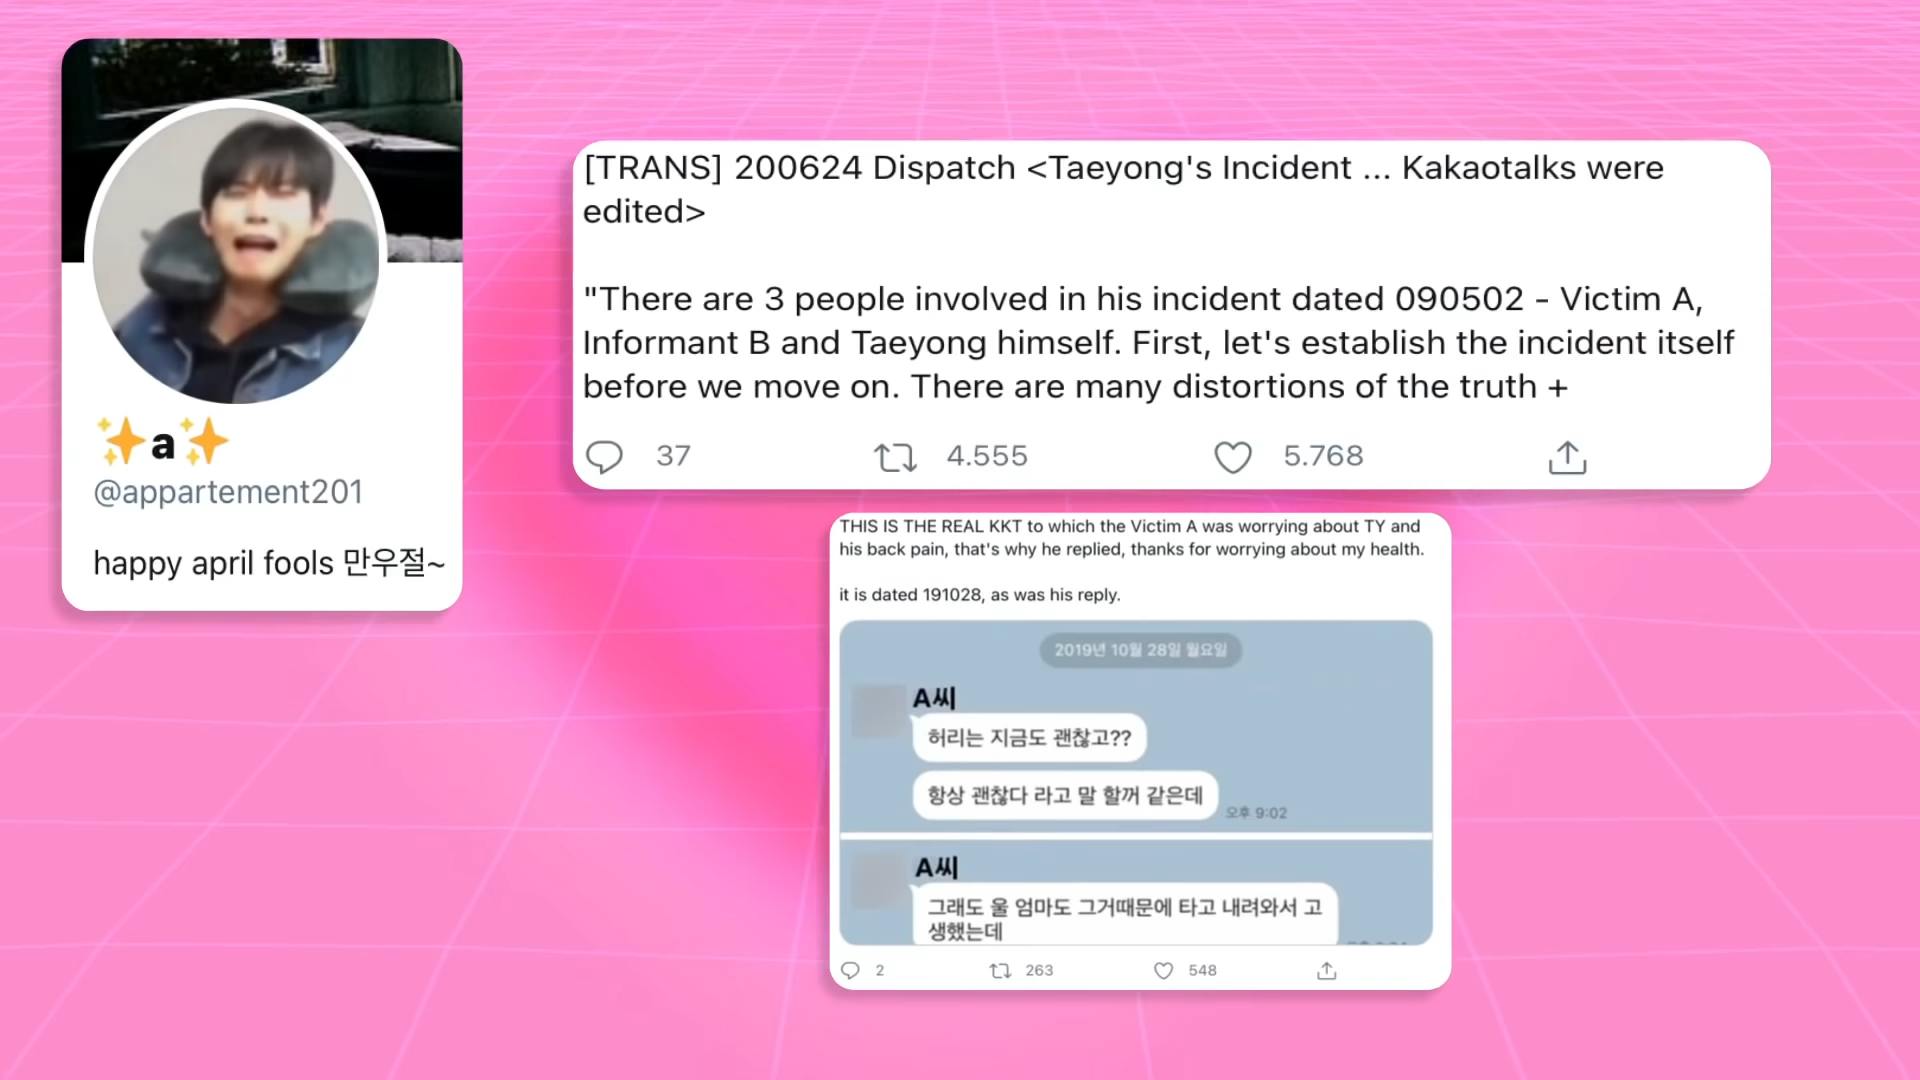 ✨a✨
@appartement201
happy april fools 만우절~
[TRANS] 200624 Dispatch <Taeyong's Incident ... Kakaotalks were
edited>
"There are 3 people involved in his incident dated 090502 - Victim A,
Informant B and Taeyong himself. First, let's establish the incident itself
before we move on. There are many distortions of the truth +
37 4.555 5.768
THIS IS THE REAL KKT to which the Victim A was worrying about TY and
his back pain, that's why he replied, thanks for worrying about my health.
it is dated 191028, as was his reply.
2019년 10월 28일 월요일
A씨
허리는 지금도 괜찮고??
항상 괜찮다 라고 말 할꺼 같은데
오후 9:02
A씨
그래도 울 엄마도 그거때문에 타고 내려와서 고
생했는데
2 263 548